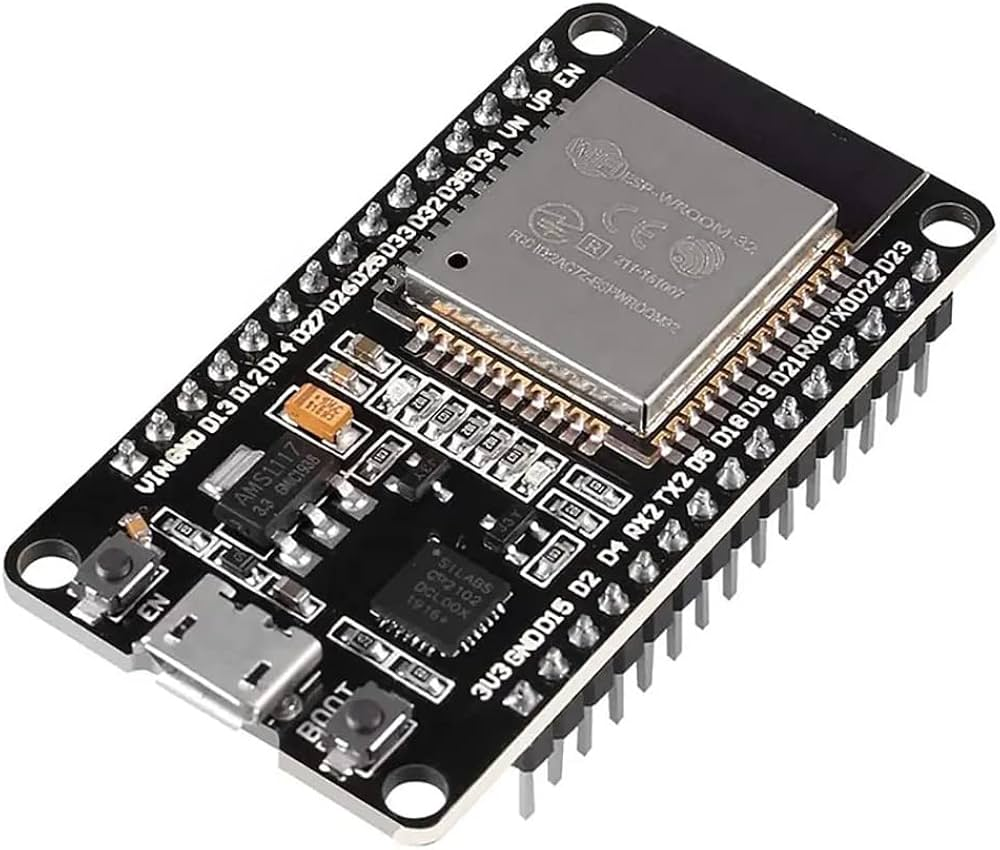 EN
VP
VN
D34
D35
D32
D33
D25
D26
D27
D14
D12
D13
GND
VIN
WiFi
ESP-WROOM-32
CE
R 211-161007
FCC ID:2AC7Z-ESPWROOM32
D23
D22
TX0
RX0
D21
D19
D18
D5
TX2
RX2
D4
D2
D15
GND
3V3
AMS1117
3.3
SILABS
CP2102
1916+
EN
BOOT